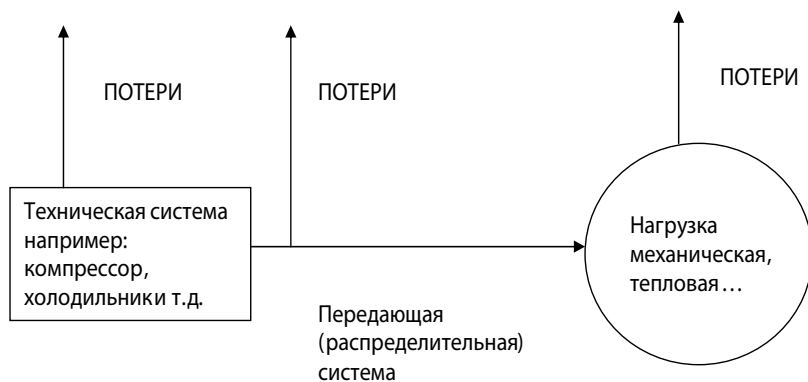 ПОТЕРИ
ПОТЕРИ
ПОТЕРИ
Техническая система
например:
компрессор,
холодильники т.д.
Нагрузка
механическая,
тепловая…
Передающая
(распределительная)
система